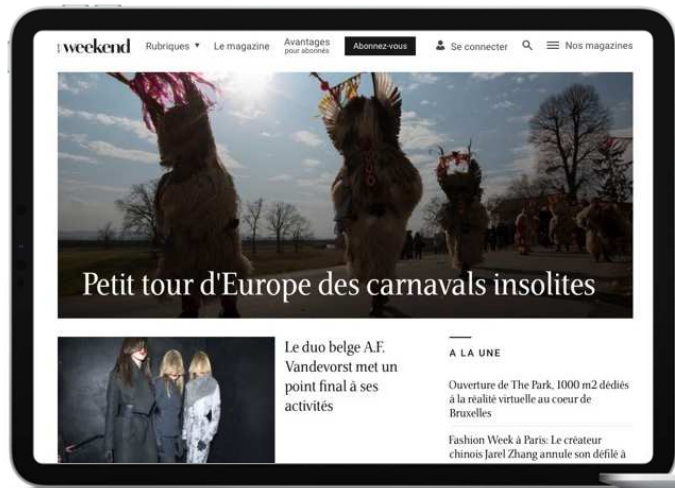 weekend
Rubriques ▼
Le magazine
Avantages
pour abonnés
Abonnez-vous
Se connecter
Nos magazines
Petit tour d'Europe des carnavals insolites
Le duo belge A.F.
Vandevorst met un
point final à ses
activités
A LA UNE
Ouverture de The Park, 1000 m2 dédiés
à la réalité virtuelle au coeur de
Bruxelles
Fashion Week à Paris: Le créateur
chinois Jarel Zhang annule son défilé à